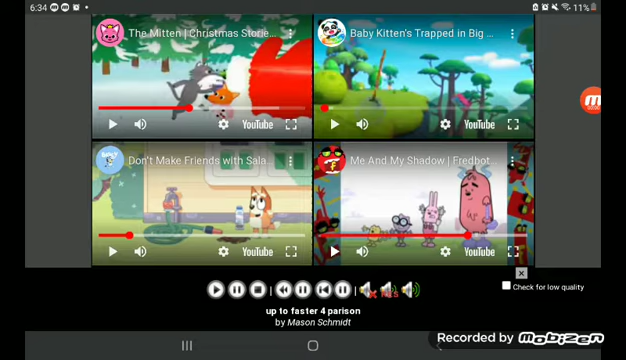 6:34
11%
The Mitten | Christmas Storie...
Baby Kitten's Trapped in Big ...
YouTube
YouTube
Don't Make Friends with Sala...
Me And My Shadow | Fredbot...
YouTube
YouTube
Check for low quality
up to faster 4 parison
by Mason Schmidt
Recorded by MOBIZEN